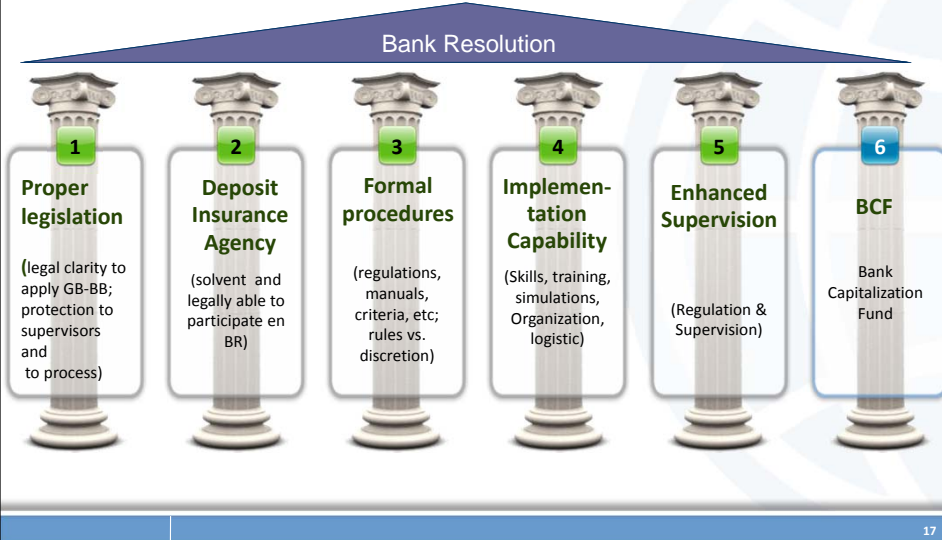 Bank Resolution
1
Proper
legislation
(legal clarity to
apply GB-BB;
protection to
supervisors
and
to process)
2
Deposit
Insurance
Agency
(solvent and
legally able to
participate en
BR)
3
Formal
procedures
(regulations,
manuals,
criteria, etc;
rules vs.
discretion)
4
Implemen-
tation
Capability
(Skills, training,
simulations,
Organization,
logistic)
5
Enhanced
Supervision
(Regulation &
Supervision)
6
BCF
Bank
Capitalization
Fund
17